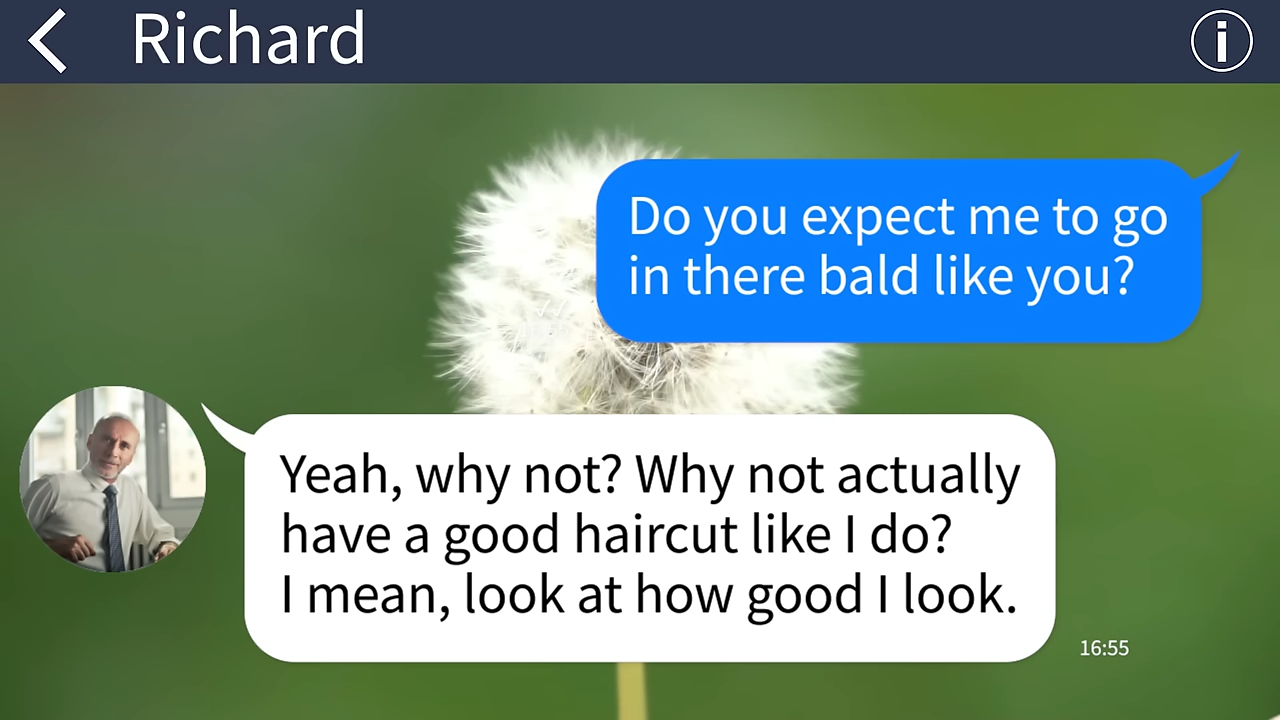 Richard
Do you expect me to go
in there bald like you?
Yeah, why not? Why not actually
have a good haircut like I do?
I mean, look at how good I look.
16:55